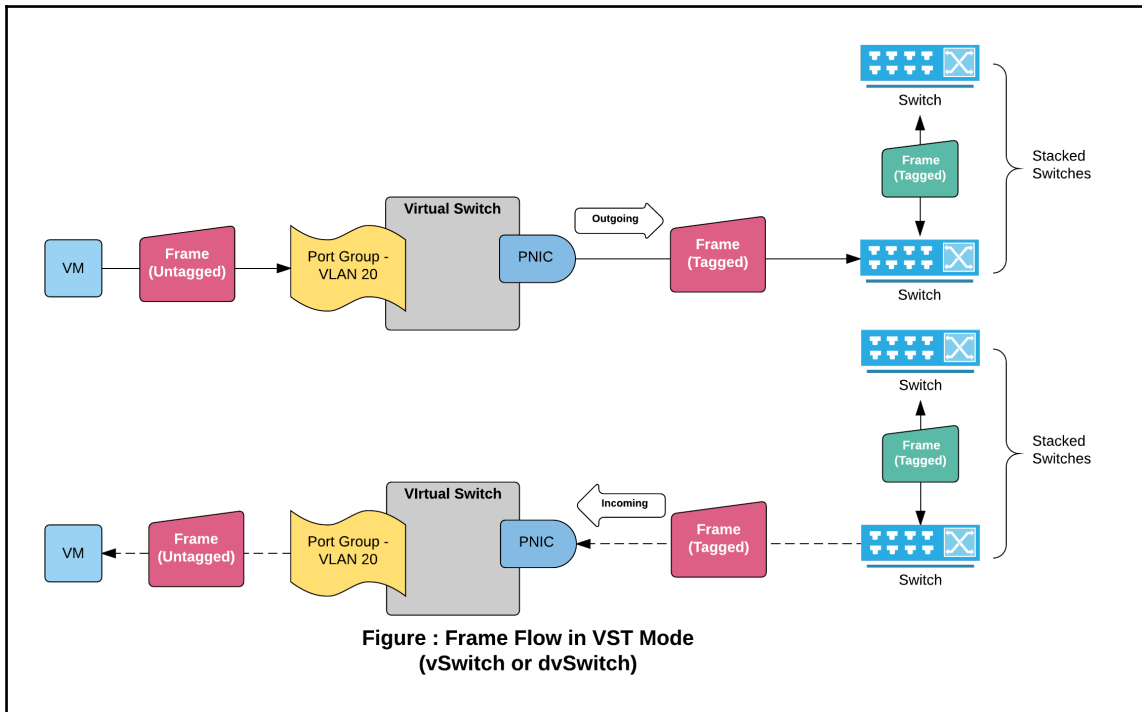 Switch
Frame
(Tagged)
Stacked
Switches
Virtual Switch
Outgoing
VM
Frame
(Untagged)
Port Group -
VLAN 20
PNIC
Frame
(Tagged)
Switch
Switch
Frame
(Tagged)
Stacked
Switches
VIrtual Switch
Incoming
VM
Frame
(Untagged)
Port Group -
VLAN 20
PNIC
Frame
(Tagged)
Switch
Figure : Frame Flow in VST Mode
(vSwitch or dvSwitch)